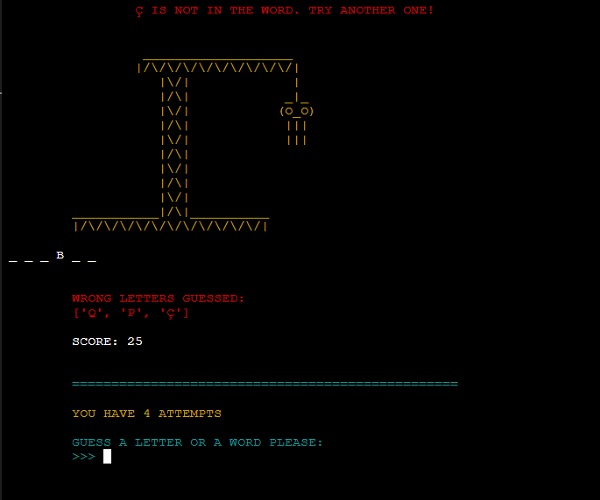 Ç IS NOT IN THE WORD. TRY ANOTHER ONE!
_ _ _ B _ _
WRONG LETTERS GUESSED:
['Q', 'P', 'Ç']
SCORE: 25
==================================================
YOU HAVE 4 ATTEMPTS
GUESS A LETTER OR A WORD PLEASE:
>>>